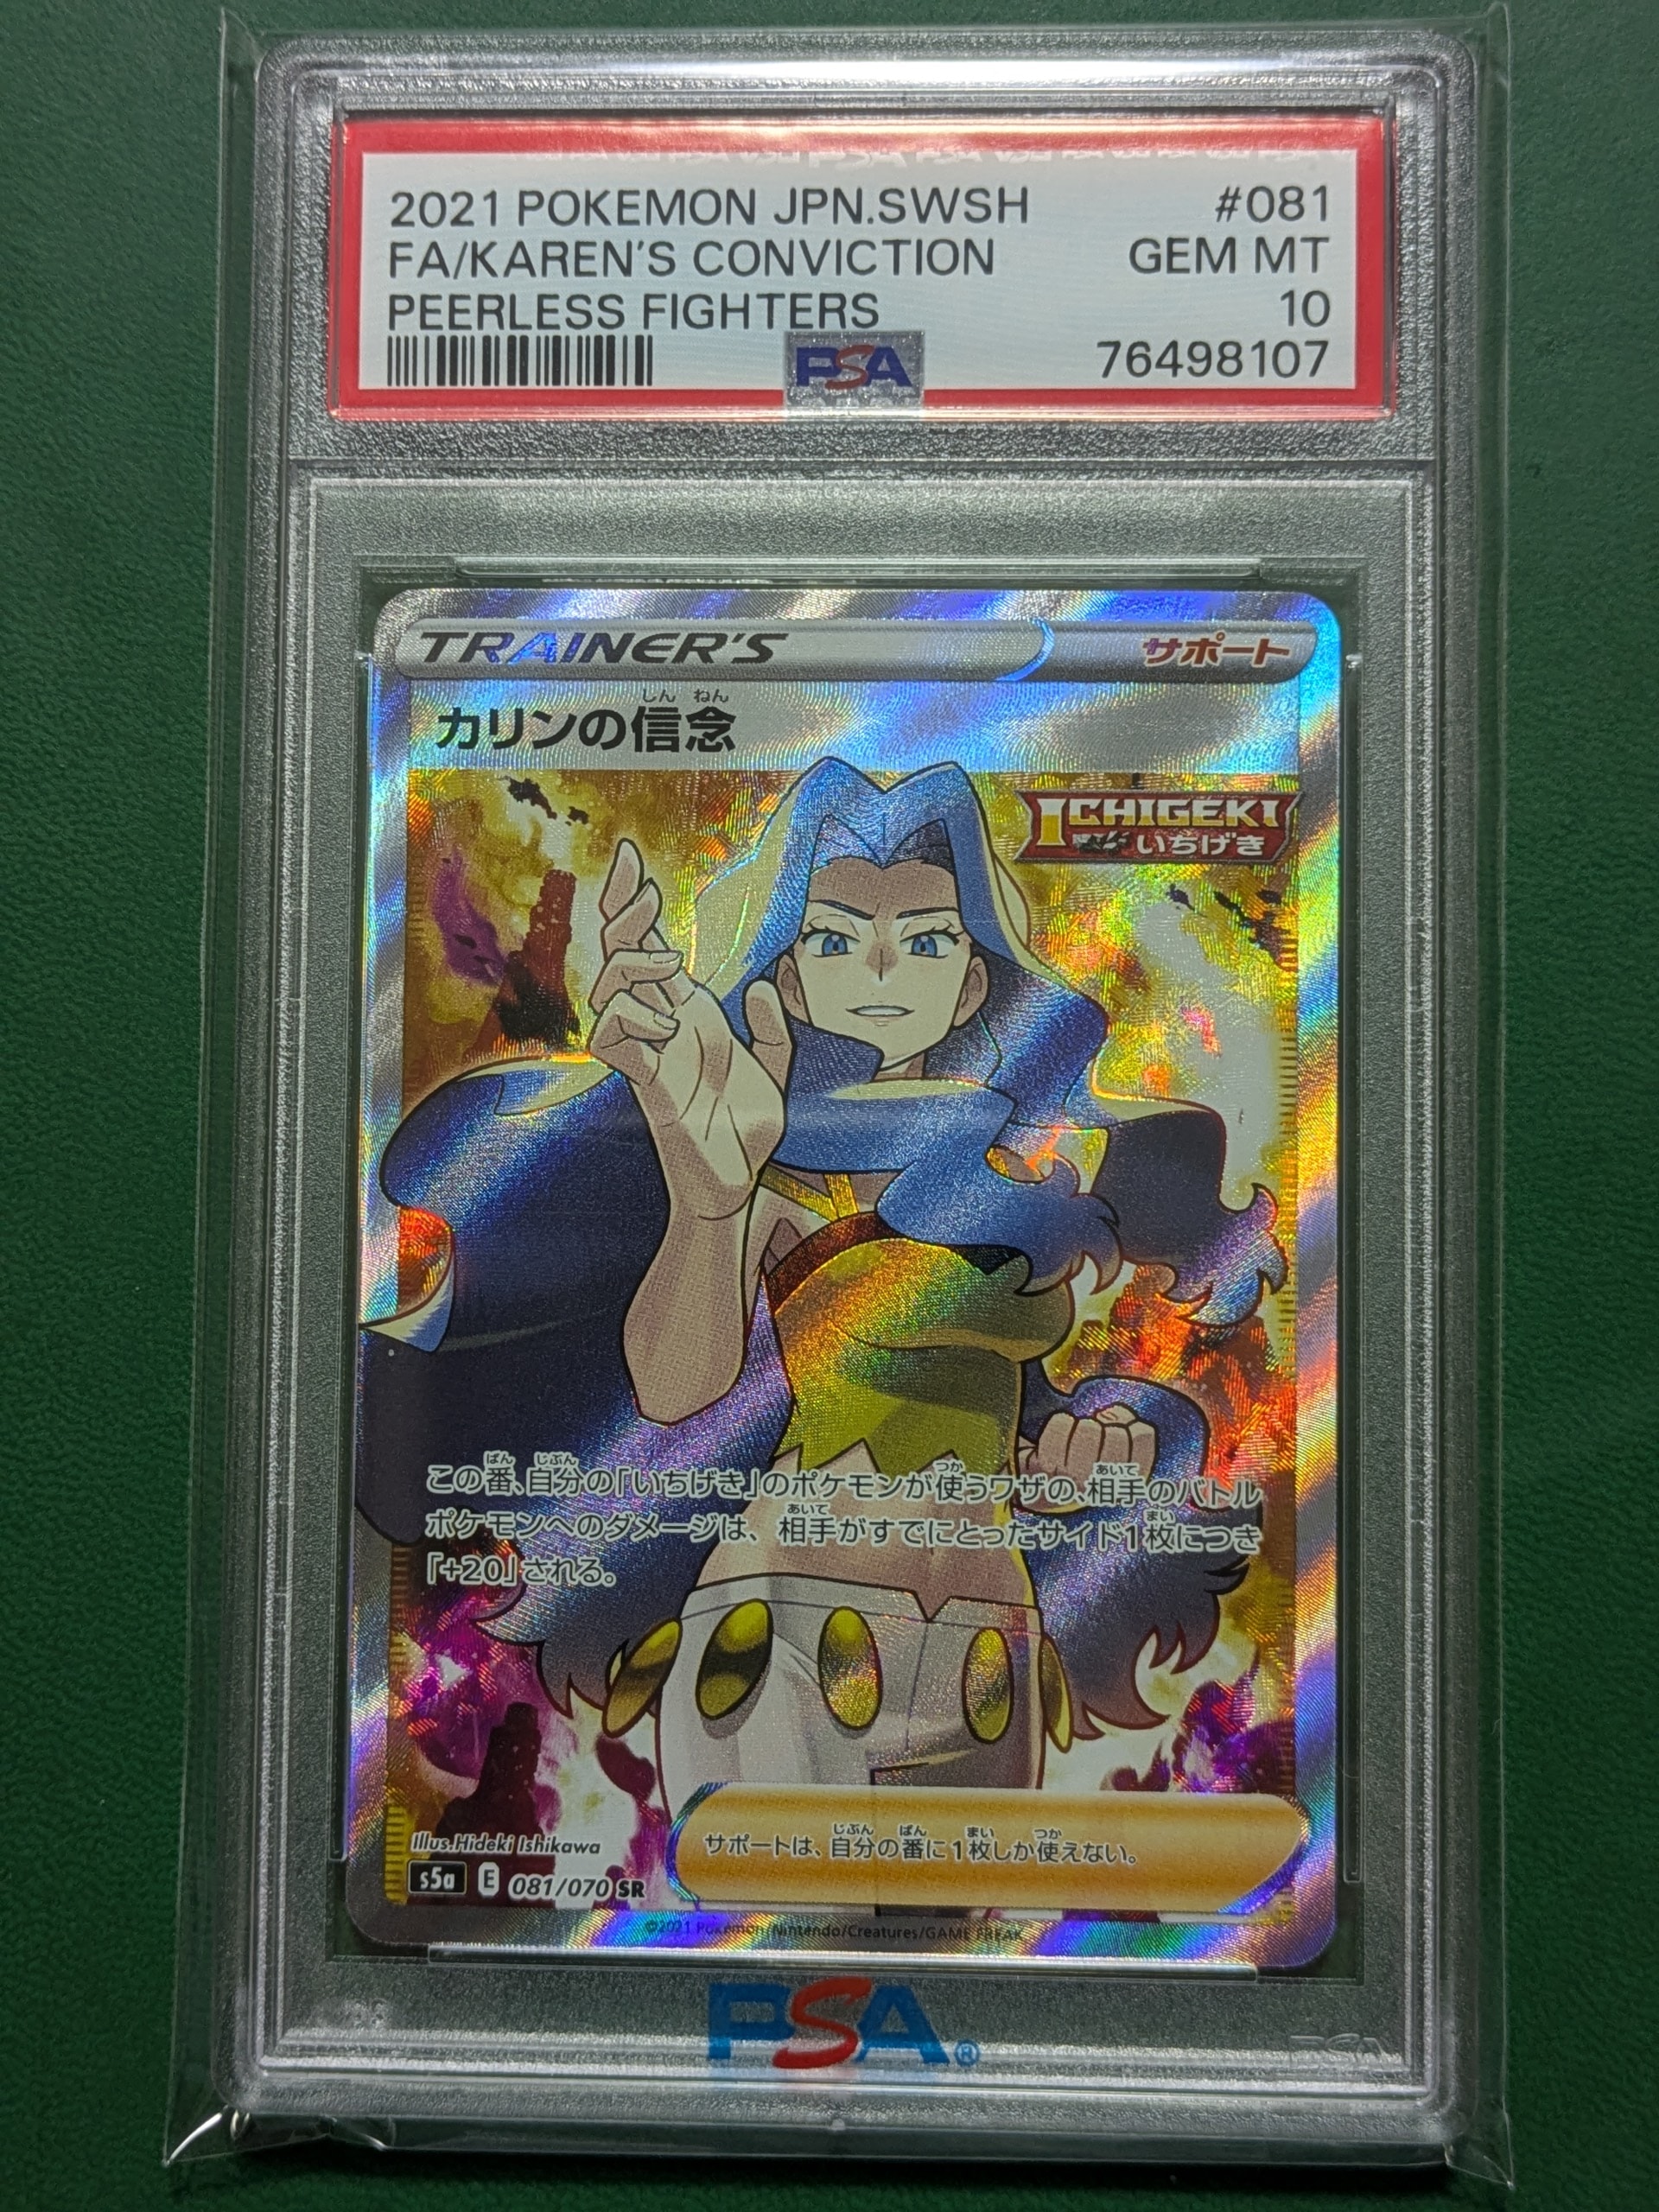 2021 POKEMON JPN.SWSH #081
FA/KAREN'S CONVICTION GEM MT
PEERLESS FIGHTERS 10
PSA 76498107
TRAINER'S サポート
しん ねん
カリンの信念
ICHIGEKI
いちげき
ばん じぶん つか あいて
この番、自分の「いちげき」のポケモンが使うワザの、相手のバトル
あいて まい
ポケモンへのダメージは、相手がすでにとったサイド1枚につき
「+20」される。
じぶん ばん まい つか
サポートは、自分の番に1枚しか使えない。
Illus.Hideki Ishikawa
s5a E 081/070 SR
©2021 Pokémon/Nintendo/Creatures/GAME FREAK
PSA®
PSA